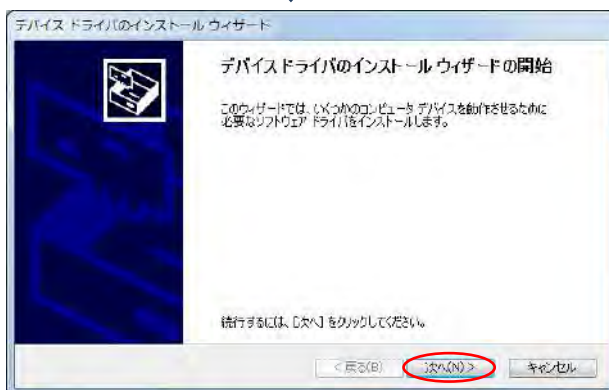 デバイス ドライバのインストール ウィザード
デバイス ドライバのインストール ウィザードの開始
このウィザードでは、いくつかのコンピュータ デバイスを動作させるために
必要なソフトウェア ドライバをインストールします。
続行するには、[次へ] をクリックしてください。
< 戻る(B)
次へ(N) >
キャンセル